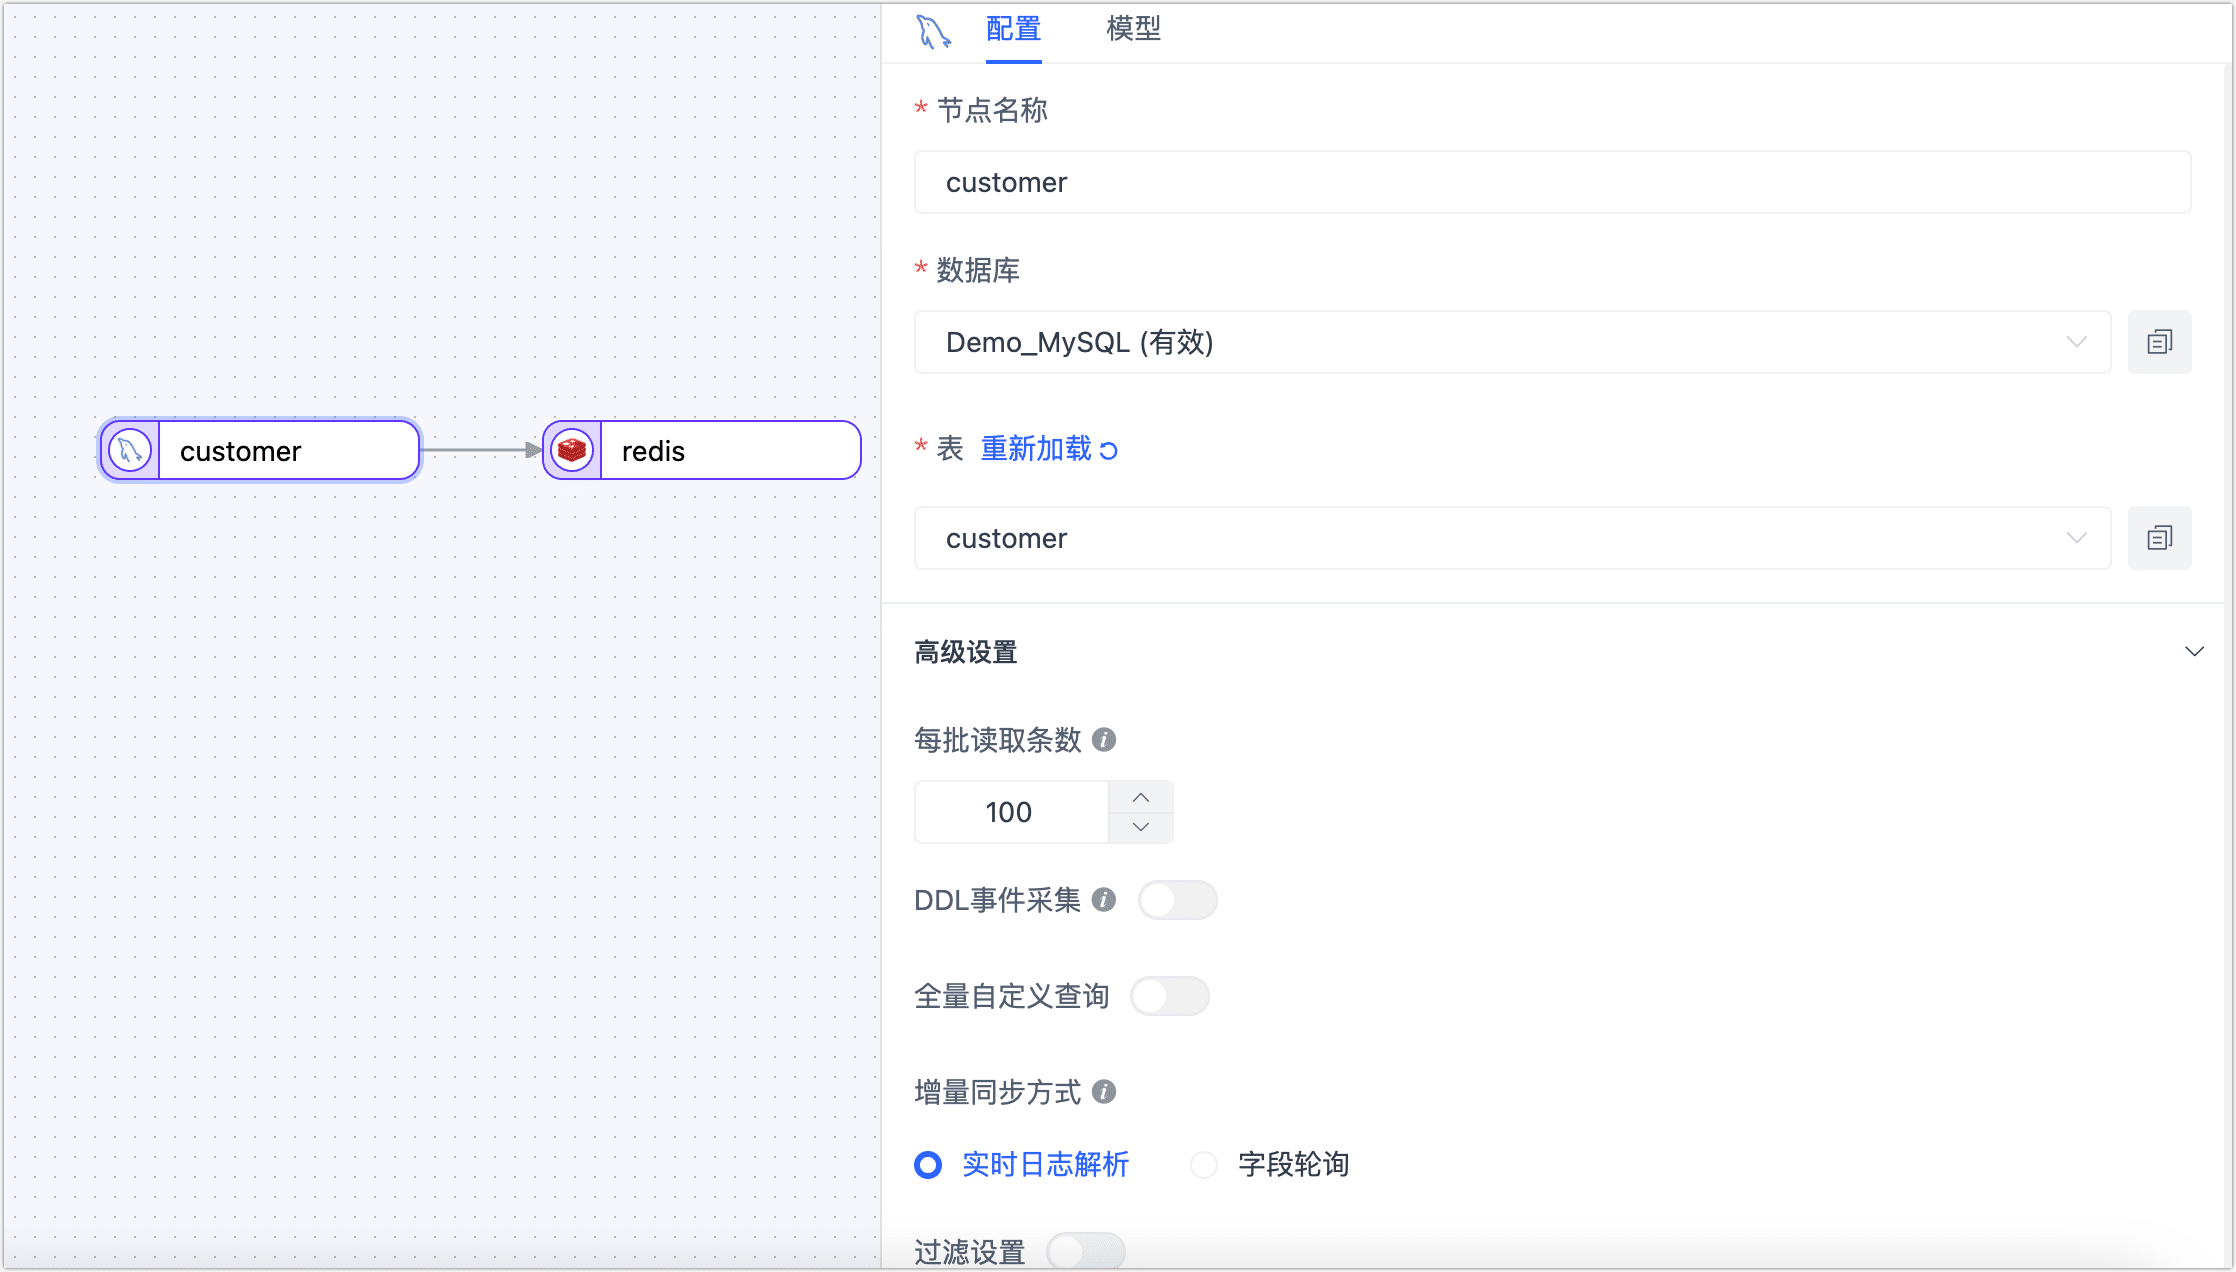 customer
redis
配置
模型
* 节点名称
customer
* 数据库
Demo_MySQL (有效)
* 表 重新加载
customer
高级设置
每批读取条数
100
DDL事件采集
全量自定义查询
增量同步方式
实时日志解析
字段轮询
过滤设置